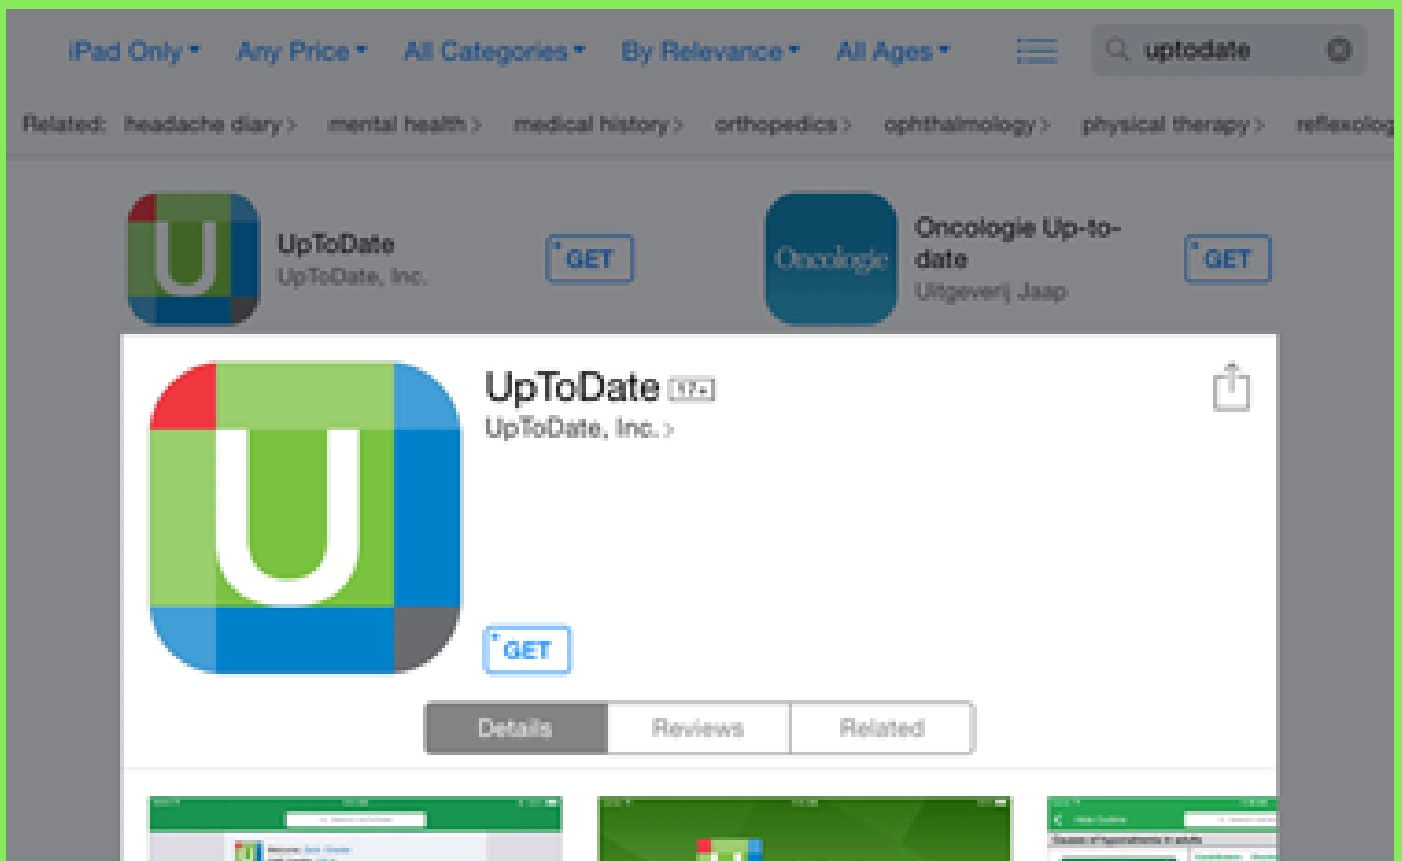 iPad Only Any Price All Categories By Relevance All Ages uptodate
Related: headache diary > mental health > medical history > orthopedics > ophthalmology > physical therapy > reflexolog
U
UpToDate
UpToDate, Inc.
+ GET
Oncologie
Oncologie Up-to-
date
Uitgeverij Jaap
+ GET
U
UpToDate 17+
UpToDate, Inc. >
+ GET
Details Reviews Related